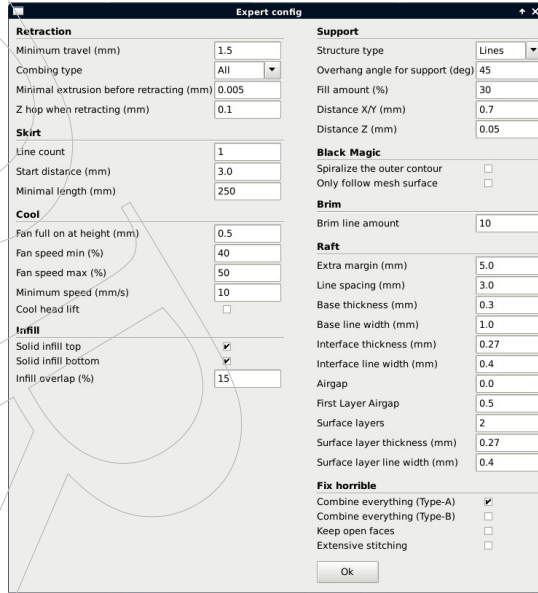 Expert config
Retraction
Minimum travel (mm) 1.5
Combing type All
Minimal extrusion before retracting (mm) 0.005
Z hop when retracting (mm) 0.1
Skirt
Line count 1
Start distance (mm) 3.0
Minimal length (mm) 250
Cool
Fan full on at height (mm) 0.5
Fan speed min (%) 40
Fan speed max (%) 50
Minimum speed (mm/s) 10
Cool head lift
Infill
Solid infill top
Solid infill bottom
Infill overlap (%) 15
Support
Structure type Lines
Overhang angle for support (deg) 45
Fill amount (%) 30
Distance X/Y (mm) 0.7
Distance Z (mm) 0.05
Black Magic
Spiralize the outer contour
Only follow mesh surface
Brim
Brim line amount 10
Raft
Extra margin (mm) 5.0
Line spacing (mm) 3.0
Base thickness (mm) 0.3
Base line width (mm) 1.0
Interface thickness (mm) 0.27
Interface line width (mm) 0.4
Airgap 0.0
First Layer Airgap 0.5
Surface layers 2
Surface layer thickness (mm) 0.27
Surface layer line width (mm) 0.4
Fix horrible
Combine everything (Type-A)
Combine everything (Type-B)
Keep open faces
Extensive stitching
Ok